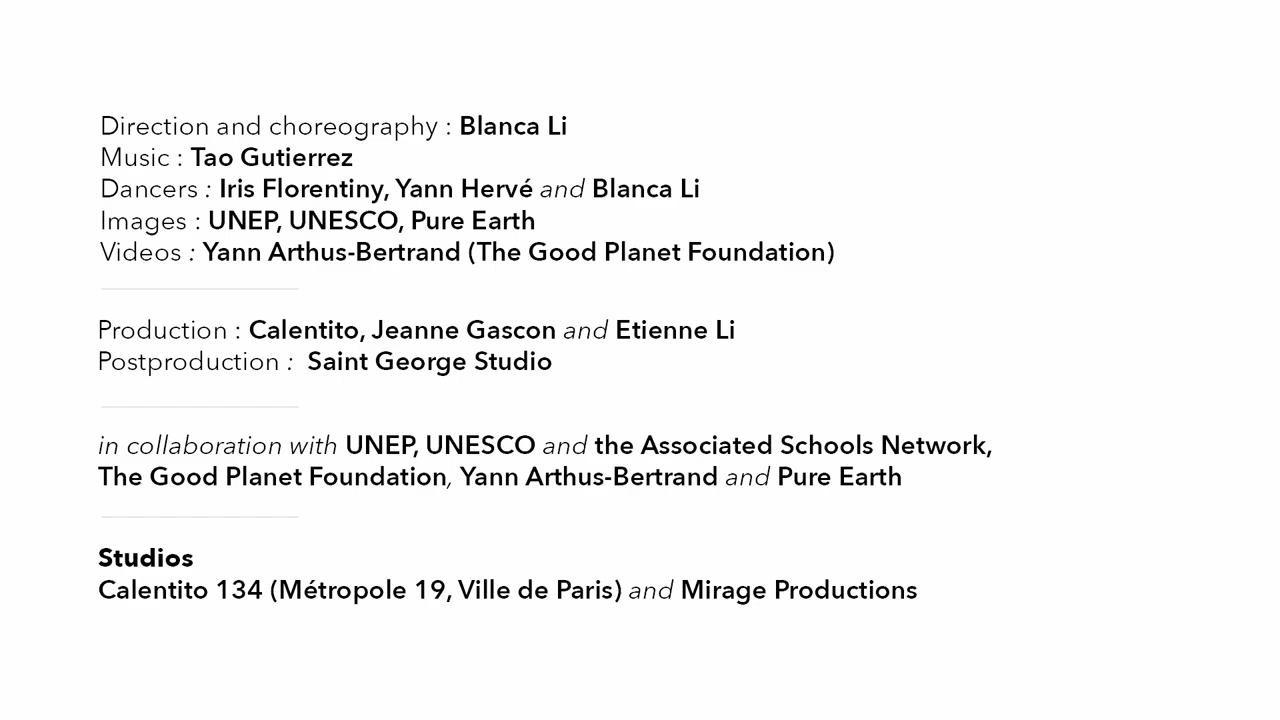 Direction and choreography : Blanca Li
Music : Tao Gutierrez
Dancers : Iris Florentiny, Yann Hervé and Blanca Li
Images : UNEP, UNESCO, Pure Earth
Videos : Yann Arthus-Bertrand (The Good Planet Foundation)
Production : Calentito, Jeanne Gascon and Etienne Li
Postproduction : Saint George Studio
in collaboration with UNEP, UNESCO and the Associated Schools Network,
The Good Planet Foundation, Yann Arthus-Bertrand and Pure Earth
Studios
Calentito 134 (Métropole 19, Ville de Paris) and Mirage Productions